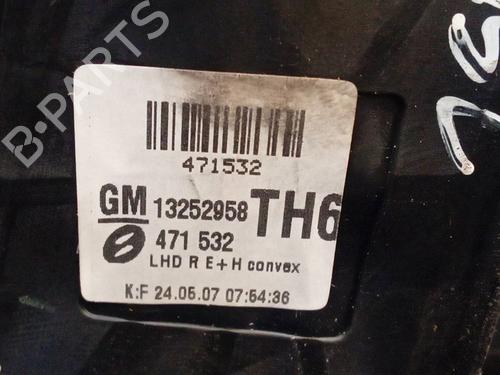 B-PARTS
471532
GM 13252958 TH6
471 532
LHD R E+H convex
K:F 24.05.07 07:54:36